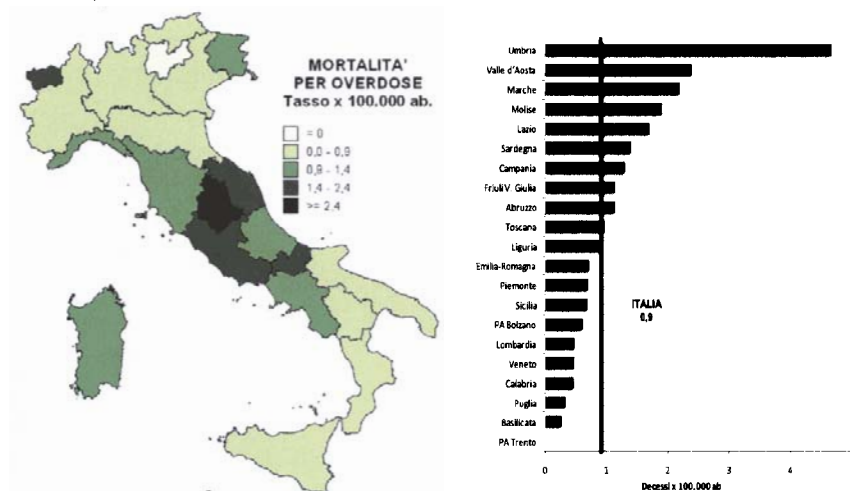 MORTALITA'
PER OVERDOSE
Tasso x 100.000 ab.
= 0
0,0 - 0,9
0,9 - 1,4
1,4 - 2,4
>= 2,4
Umbria
Valle d'Aosta
Marche
Molise
Lazio
Sardegna
Campania
Friuli V. Giulia
Abruzzo
Toscana
Liguria
Emilia-Romagna
Piemonte
Sicilia
PA Bolzano
Lombardia
Veneto
Calabria
Puglia
Basilicata
PA Trento
ITALIA
0,9
0 1 2 3 4
Decessi x 100.000 ab